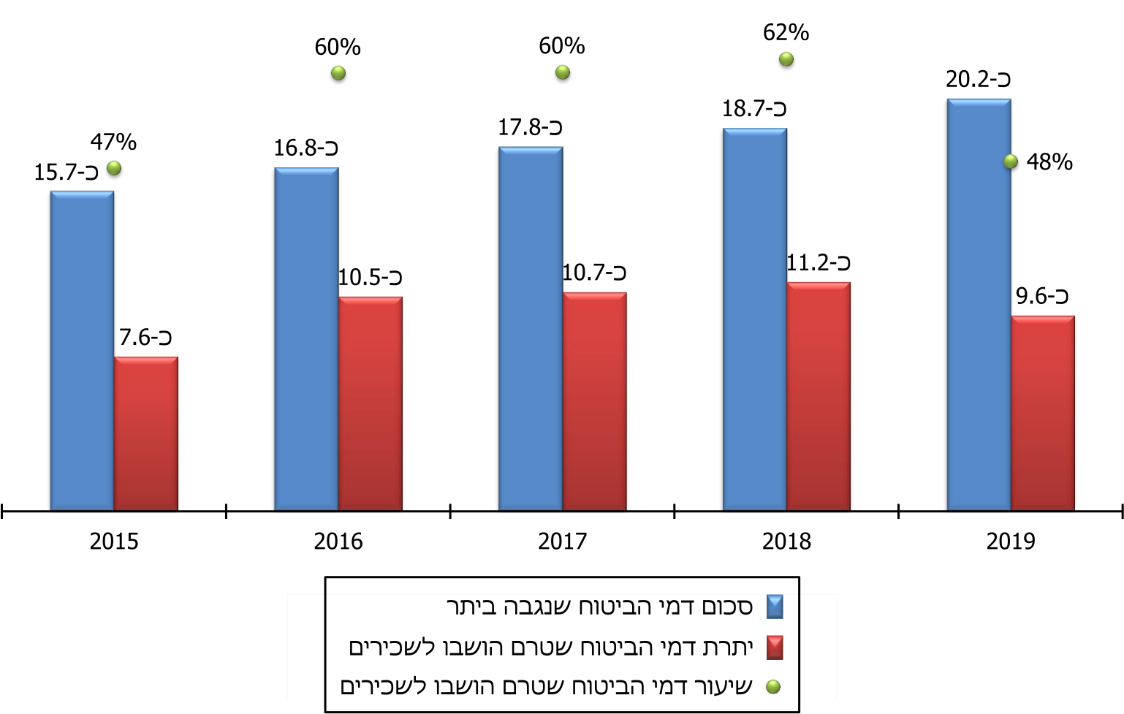 62%
60%
60%
כ-20.2
כ-18.7
כ-17.8
47%
כ-16.8
48%
כ-15.7
כ-11.2
כ-10.7
כ-10.5
כ-9.6
כ-7.6
2015 2016 2017 2018 2019
סכום דמי הביטוח שנגבה ביתר
יתרת דמי הביטוח שטרם הושבו לשכירים
שיעור דמי הביטוח שטרם הושבו לשכירים